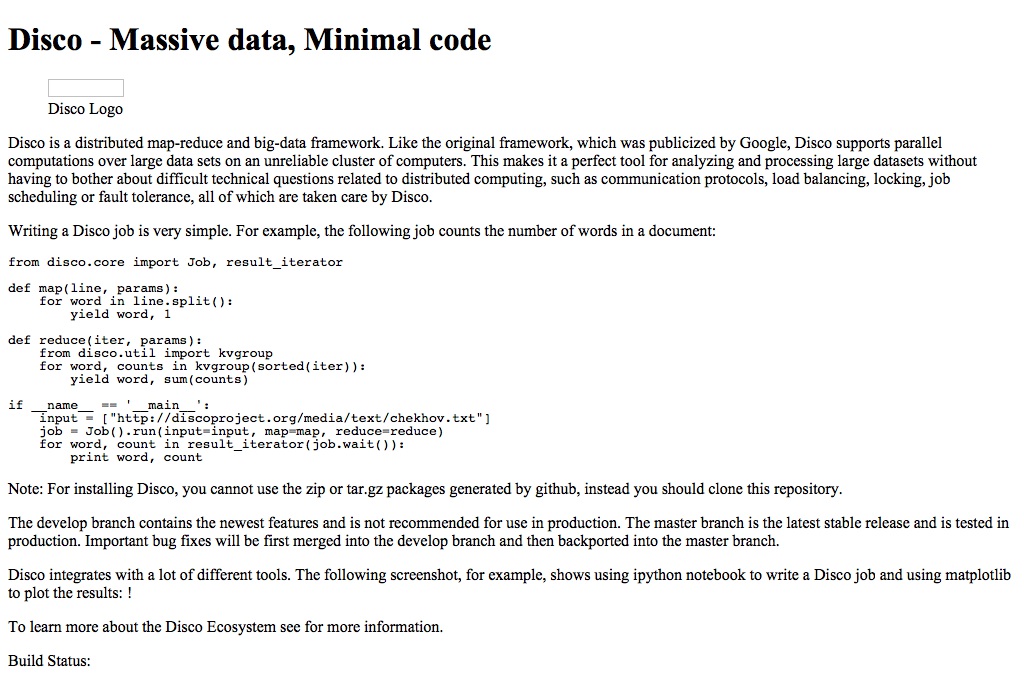 Disco - Massive data, Minimal code
Disco Logo
Disco is a distributed map-reduce and big-data framework. Like the original framework, which was publicized by Google, Disco supports parallel
computations over large data sets on an unreliable cluster of computers. This makes it a perfect tool for analyzing and processing large datasets without
having to bother about difficult technical questions related to distributed computing, such as communication protocols, load balancing, locking, job
scheduling or fault tolerance, all of which are taken care by Disco.
Writing a Disco job is very simple. For example, the following job counts the number of words in a document:
from disco.core import Job, result_iterator
def map(line, params):
    for word in line.split():
        yield word, 1
def reduce(iter, params):
    from disco.util import kvgroup
    for word, counts in kvgroup(sorted(iter)):
        yield word, sum(counts)
if __name__ == '__main__':
    input = ["http://discoproject.org/media/text/chekhov.txt"]
    job = Job().run(input=input, map=map, reduce=reduce)
    for word, count in result_iterator(job.wait()):
        print word, count
Note: For installing Disco, you cannot use the zip or tar.gz packages generated by github, instead you should clone this repository.
The develop branch contains the newest features and is not recommended for use in production. The master branch is the latest stable release and is tested in
production. Important bug fixes will be first merged into the develop branch and then backported into the master branch.
Disco integrates with a lot of different tools. The following screenshot, for example, shows using ipython notebook to write a Disco job and using matplotlib
to plot the results: !
To learn more about the Disco Ecosystem see for more information.
Build Status: